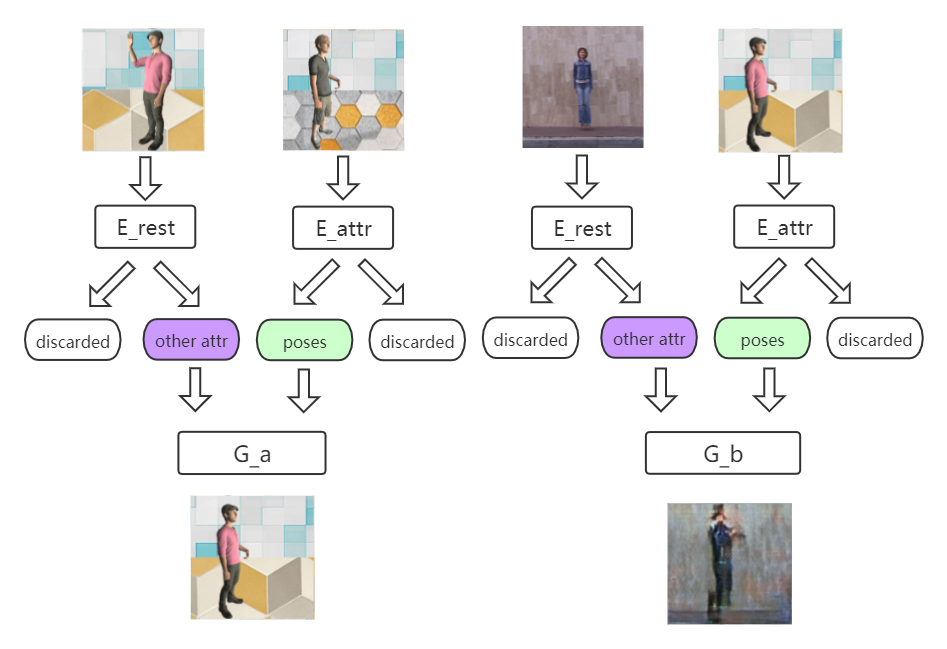 E_rest
E_attr
E_rest
E_attr
discarded
other attr
poses
discarded
discarded
other attr
poses
discarded
G_a
G_b